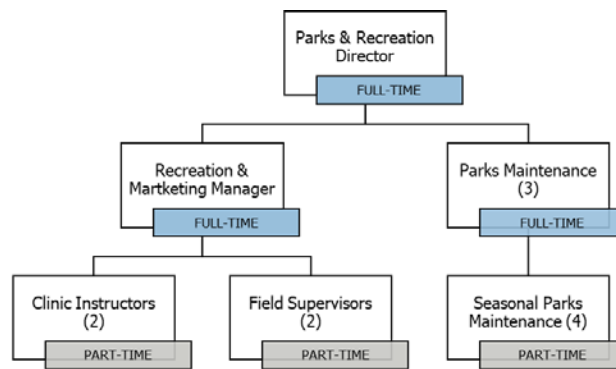 Parks & Recreation
Director
FULL-TIME
Recreation &
Martketing Manager
FULL-TIME
Parks Maintenance
(3)
FULL-TIME
Clinic Instructors
(2)
PART-TIME
Field Supervisors
(2)
PART-TIME
Seasonal Parks
Maintenance (4)
PART-TIME